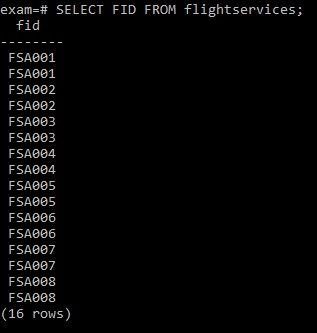 exam=# SELECT FID FROM flightservices;
fid
--------
FSA001
FSA001
FSA002
FSA002
FSA003
FSA003
FSA004
FSA004
FSA005
FSA005
FSA006
FSA006
FSA007
FSA007
FSA008
FSA008
(16 rows)